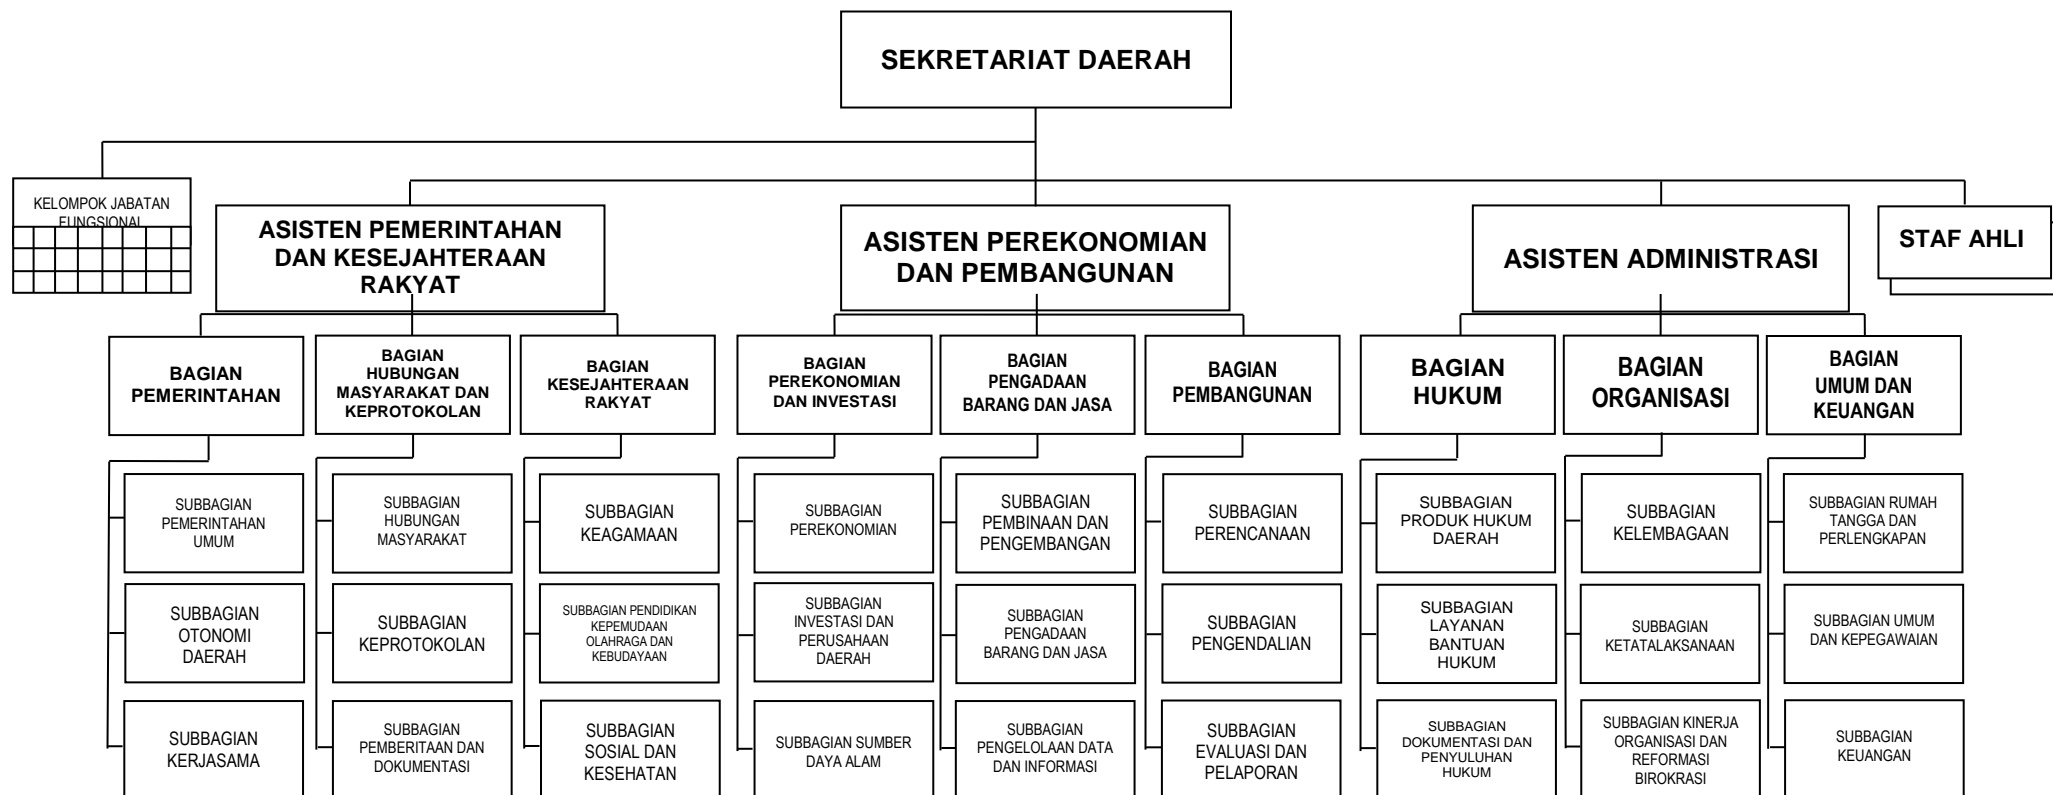 SEKRETARIAT DAERAH
KELOMPOK JABATAN
FUNGSIONAL
ASISTEN PEMERINTAHAN
DAN KESEJAHTERAAN
RAKYAT
ASISTEN PEREKONOMIAN
DAN PEMBANGUNAN
ASISTEN ADMINISTRASI
STAF AHLI
BAGIAN
PEMERINTAHAN
BAGIAN
HUBUNGAN
MASYARAKAT DAN
KEPROTOKOLAN
BAGIAN
KESEJAHTERAAN
RAKYAT
BAGIAN
PEREKONOMIAN
DAN INVESTASI
BAGIAN
PENGADAAN
BARANG DAN JASA
BAGIAN
PEMBANGUNAN
BAGIAN
HUKUM
BAGIAN
ORGANISASI
BAGIAN
UMUM DAN
KEUANGAN
SUBBAGIAN
PEMERINTAHAN
UMUM
SUBBAGIAN
HUBUNGAN
MASYARAKAT
SUBBAGIAN
KEAGAMAAN
SUBBAGIAN
PEREKONOMIAN
SUBBAGIAN
PEMBINAAN DAN
PENGEMBANGAN
SUBBAGIAN
PERENCANAAN
SUBBAGIAN
PRODUK HUKUM
DAERAH
SUBBAGIAN
KELEMBAGAAN
SUBBAGIAN RUMAH
TANGGA DAN
PERLENGKAPAN
SUBBAGIAN
OTONOMI
DAERAH
SUBBAGIAN
KEPROTOKOLAN
SUBBAGIAN PENDIDIKAN
KEPEMUDAAN
OLAHRAGA DAN
KEBUDAYAAN
SUBBAGIAN
INVESTASI DAN
PERUSAHAAN
DAERAH
SUBBAGIAN
PENGADAAN
BARANG DAN JASA
SUBBAGIAN
PENGENDALIAN
SUBBAGIAN
LAYANAN
BANTUAN
HUKUM
SUBBAGIAN
KETATALAKSANAAN
SUBBAGIAN UMUM
DAN KEPEGAWAIAN
SUBBAGIAN
KERJASAMA
SUBBAGIAN
PEMBERITAAN DAN
DOKUMENTASI
SUBBAGIAN
SOSIAL DAN
KESEHATAN
SUBBAGIAN SUMBER
DAYA ALAM
SUBBAGIAN
PENGELOLAAN DATA
DAN INFORMASI
SUBBAGIAN
EVALUASI DAN
PELAPORAN
SUBBAGIAN
DOKUMENTASI DAN
PENYULUHAN
HUKUM
SUBBAGIAN KINERJA
ORGANISASI DAN
REFORMASI
BIROKRASI
SUBBAGIAN
KEUANGAN